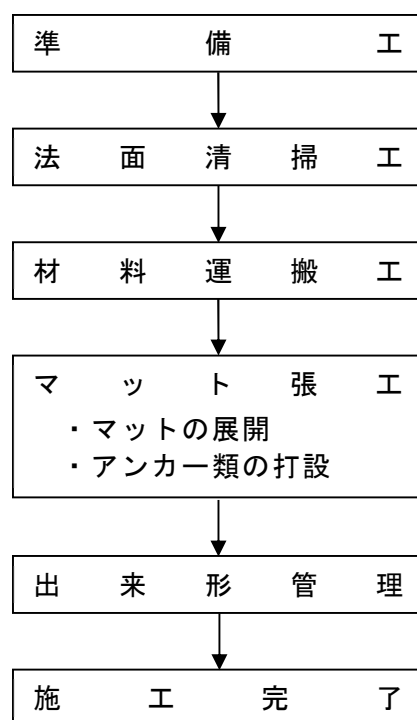 準備工
法面清掃工
材料運搬工
マット張工
・マットの展開
・アンカー類の打設
出来形管理
施工完了